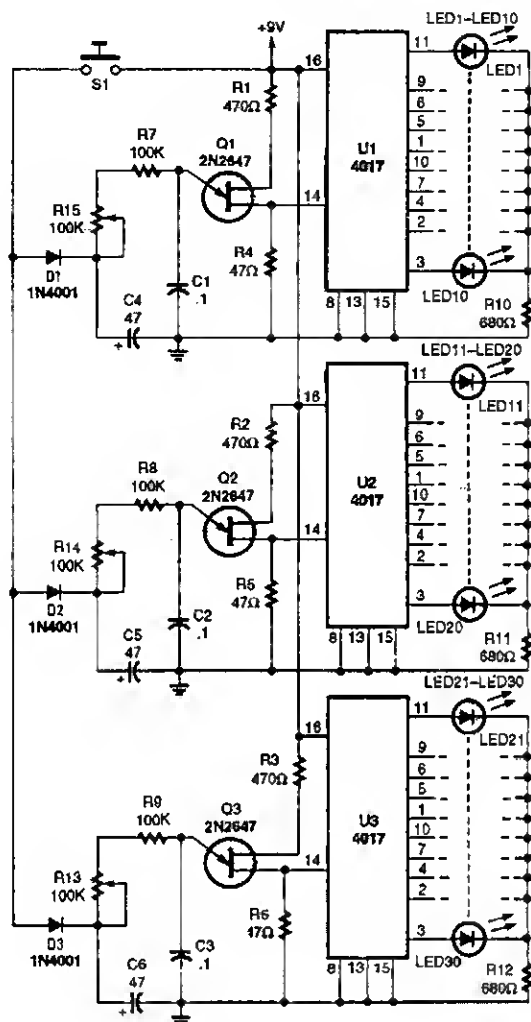 LED1–LED10
+9V
S1
16
11
LED1
R1
470Ω
9
6
5
1
10
7
4
2
U1
4017
R7
100K
Q1
2N2647
14
R15
100K
R4
47Ω
3
LED10
D1
1N4001
C1
.1
C4
+ 47
8 13 15
R10
680Ω
LED11–LED20
16
11
LED11
R2
470Ω
9
6
5
1
10
7
4
2
U2
4017
R8
100K
Q2
2N2647
14
R14
100K
R5
47Ω
3
LED20
D2
1N4001
C2
.1
C5
+ 47
8 13 15
R11
680Ω
LED21–LED30
16
11
LED21
R3
470Ω
9
6
5
1
10
7
4
2
U3
4017
R9
100K
Q3
2N2647
14
R13
100K
R6
47Ω
3
LED30
D3
1N4001
C3
.1
C6
+ 47
8 13 15
R12
680Ω